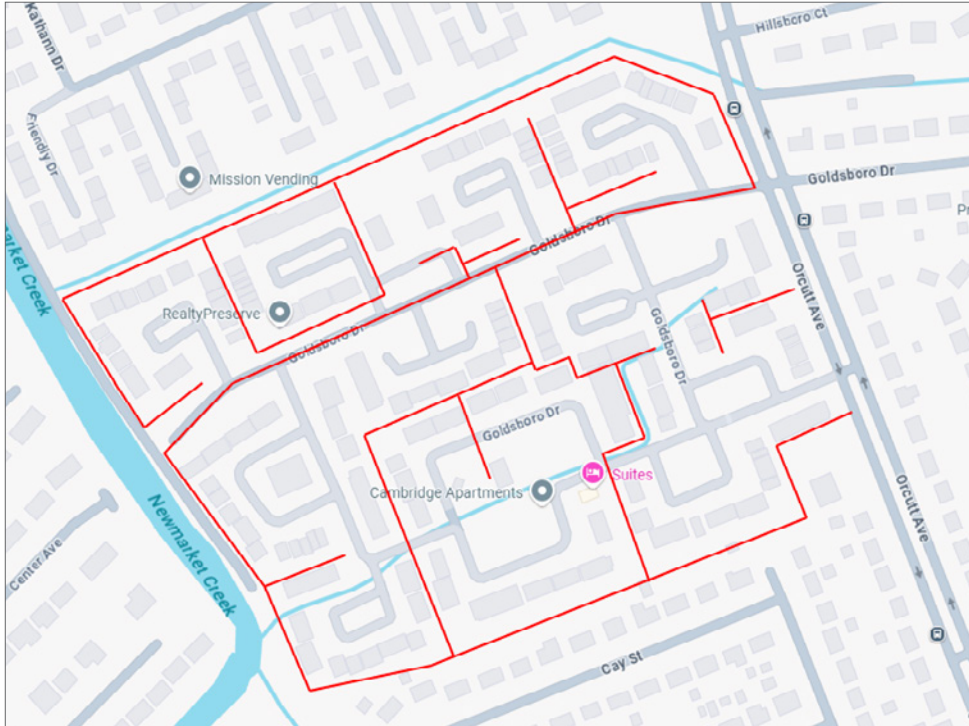 Kathann Dr
Hillsboro Ct
Friendly Dr
Mission Vending
Goldsboro Dr
Pr
Goldsboro Dr
market Creek
Orcutt Ave
RealtyPreserve
Goldsboro Dr
Goldsboro Dr
Goldsboro Dr
Suites
Cambridge Apartments
Orcutt Ave
Newmarket Creek
Center Ave
Cay St